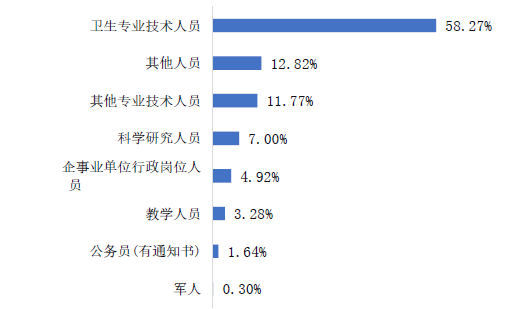 卫生专业技术人员 58.27%
其他人员 12.82%
其他专业技术人员 11.77%
科学研究人员 7.00%
企事业单位行政岗位人
员 4.92%
教学人员 3.28%
公务员(有通知书) 1.64%
军人 0.30%